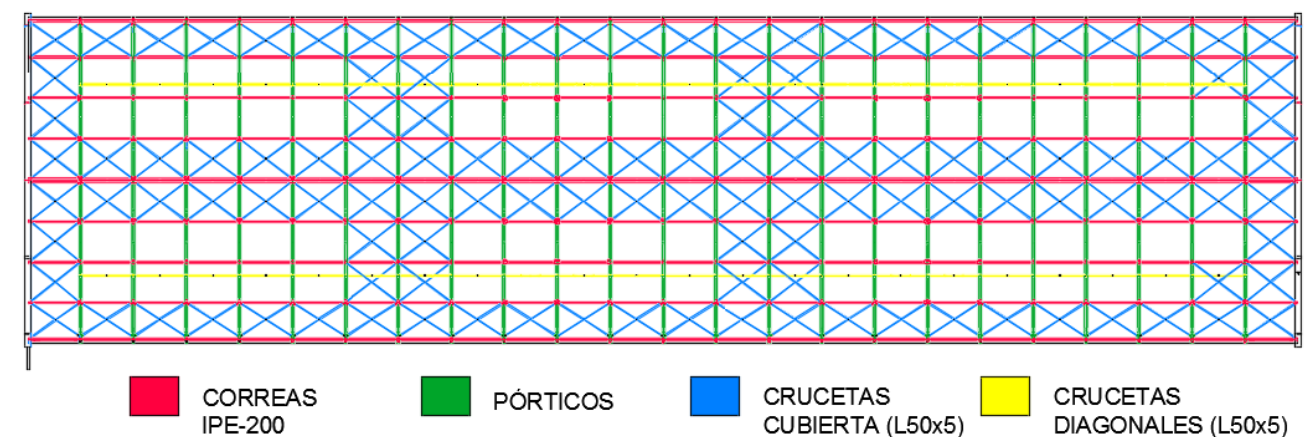 CORREAS
IPE-200
PÓRTICOS
CRUCETAS
CUBIERTA (L50x5)
CRUCETAS
DIAGONALES (L50x5)